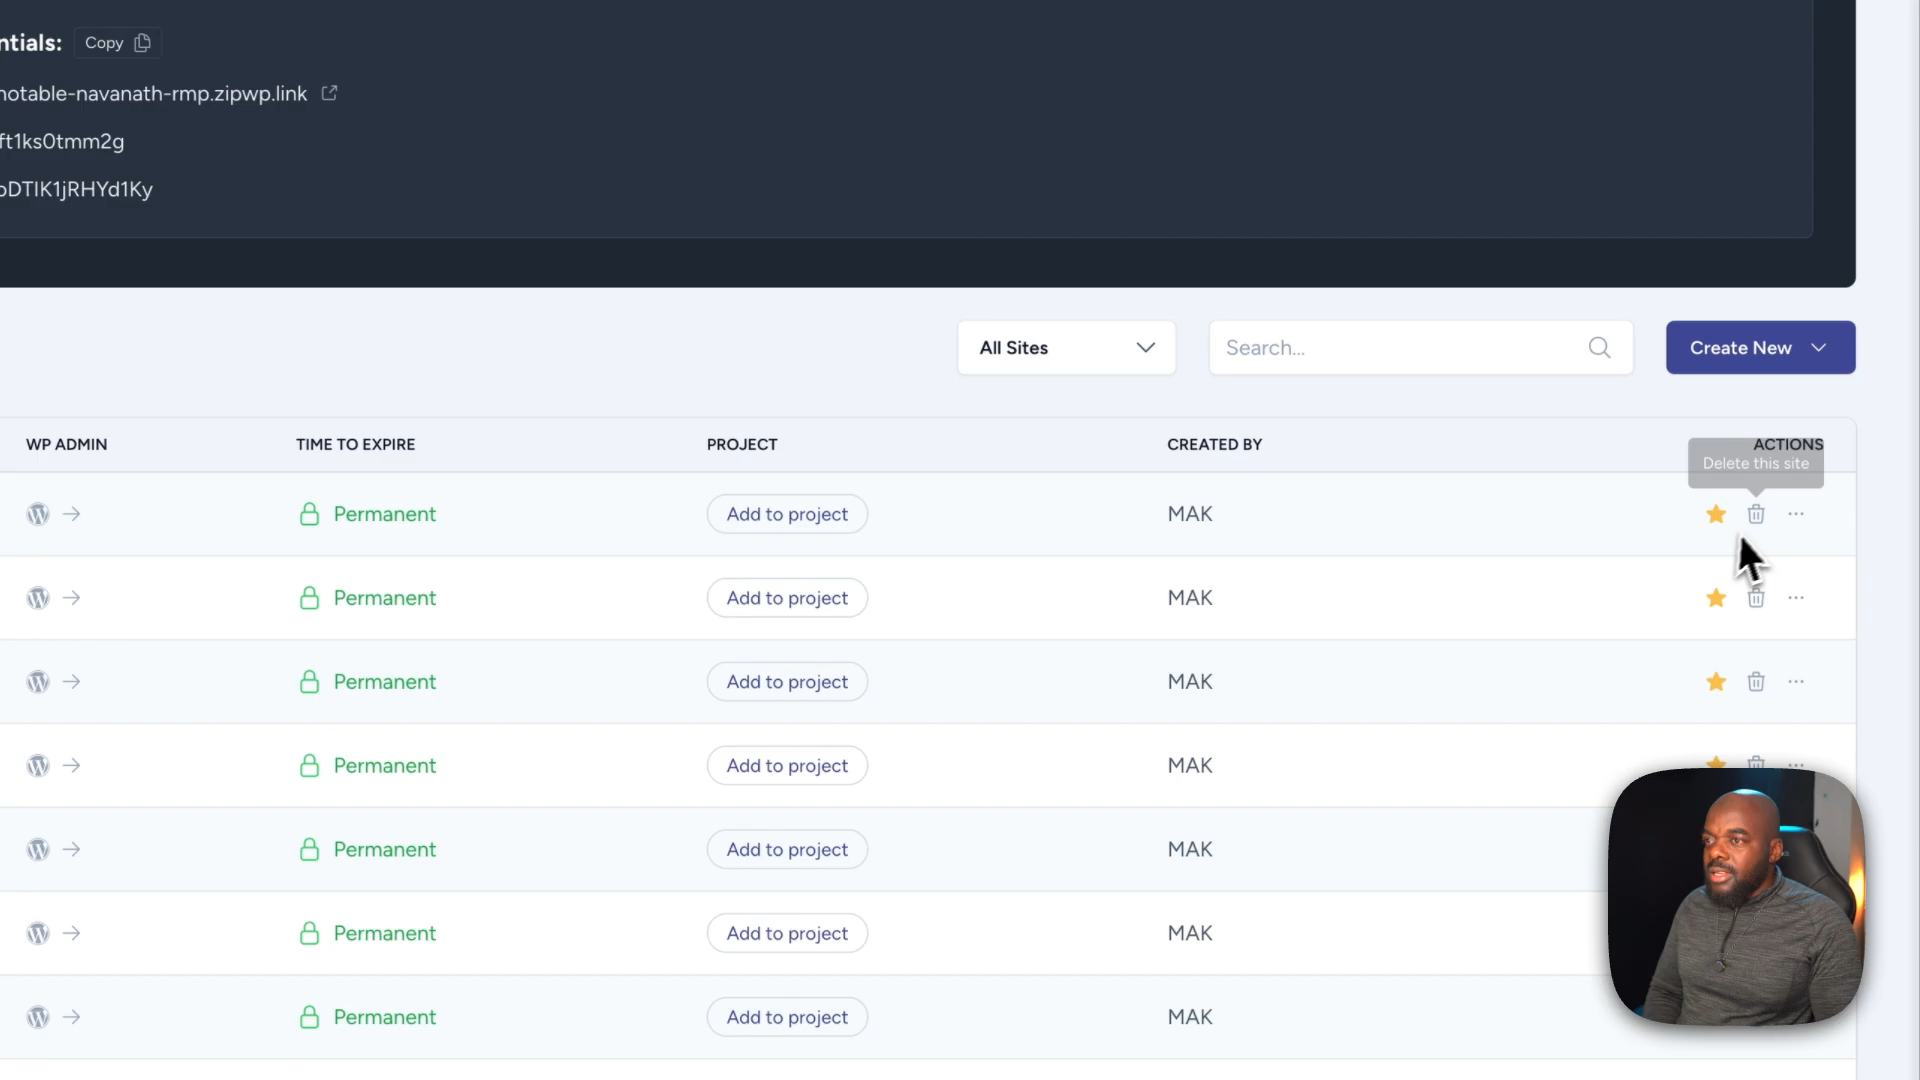 ntials: Copy
notable-navanath-rmp.zipwp.link
ft1ks0tmm2g
oDTIK1jRHYd1Ky
All Sites
Search...
Create New
WP ADMIN TIME TO EXPIRE PROJECT CREATED BY ACTIONS
Delete this site
Permanent Add to project MAK
Permanent Add to project MAK
Permanent Add to project MAK
Permanent Add to project MAK
Permanent Add to project MAK
Permanent Add to project MAK
Permanent Add to project MAK